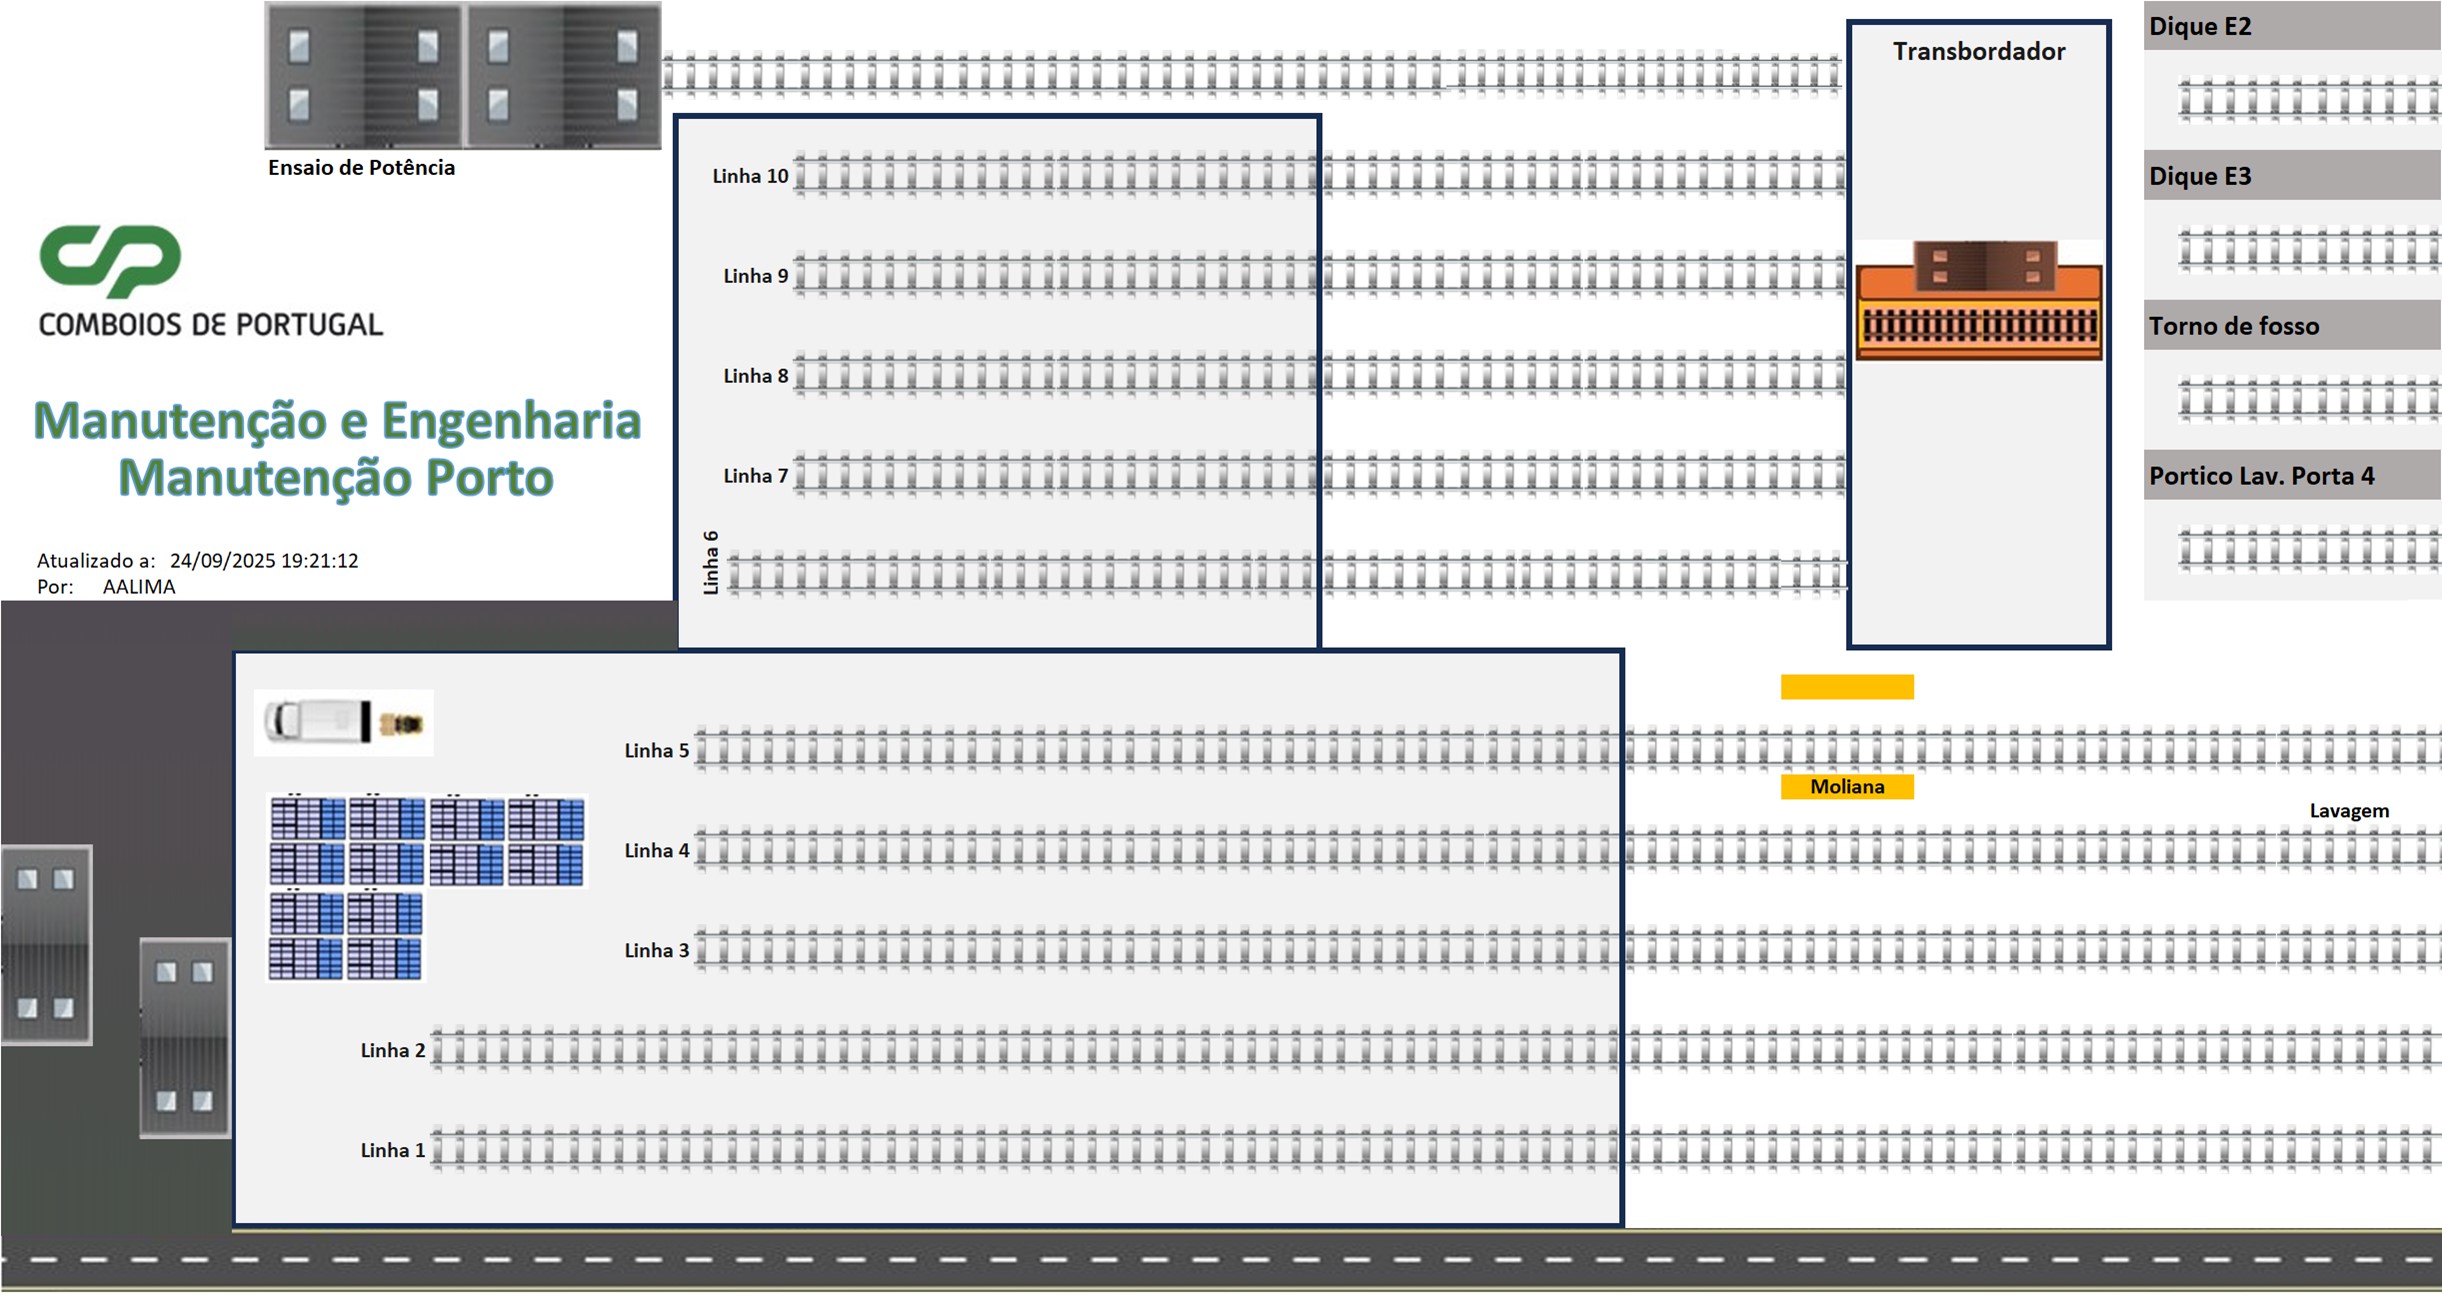 Dique E2
Transbordador
Ensaio de Potência
Linha 10
Dique E3
CP
COMBOIOS DE PORTUGAL
Linha 9
Torno de fosso
Linha 8
Manutenção e Engenharia
Manutenção Porto
Linha 7
Portico Lav. Porta 4
Linha 6
Atualizado a: 24/09/2025 19:21:12
Por: AALIMA
Linha 5
Moliana
Lavagem
Linha 4
Linha 3
Linha 2
Linha 1